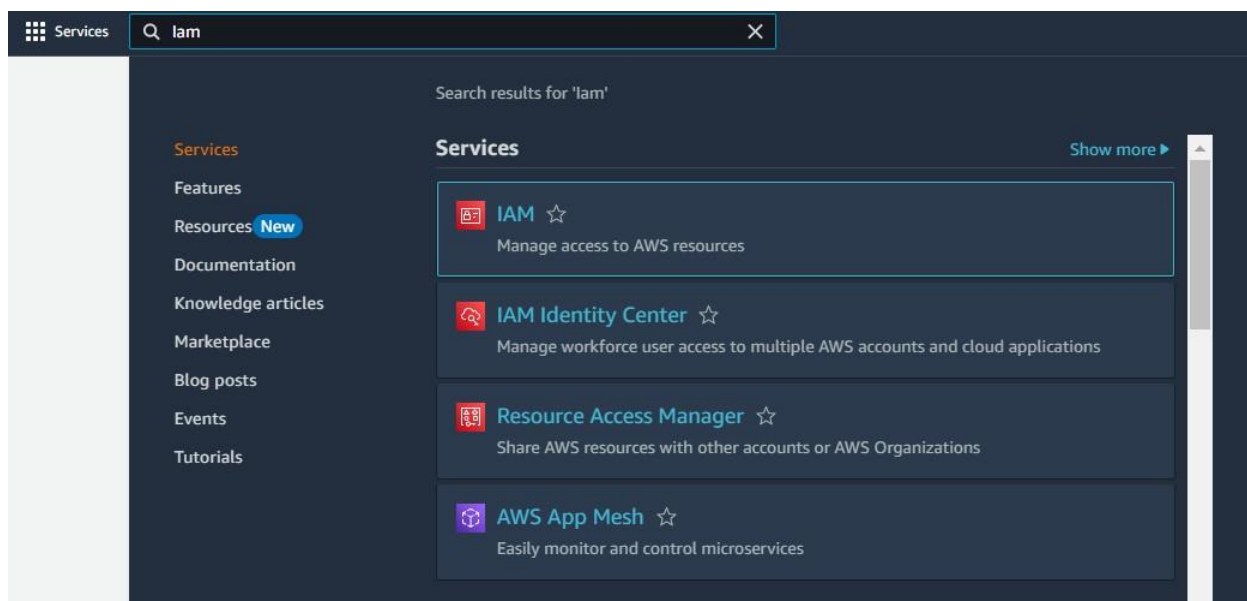 Services
Iam
Search results for 'Iam'
Services
Features
Resources New
Documentation
Knowledge articles
Marketplace
Blog posts
Events
Tutorials
Services
Show more
IAM
Manage access to AWS resources
IAM Identity Center
Manage workforce user access to multiple AWS accounts and cloud applications
Resource Access Manager
Share AWS resources with other accounts or AWS Organizations
AWS App Mesh
Easily monitor and control microservices